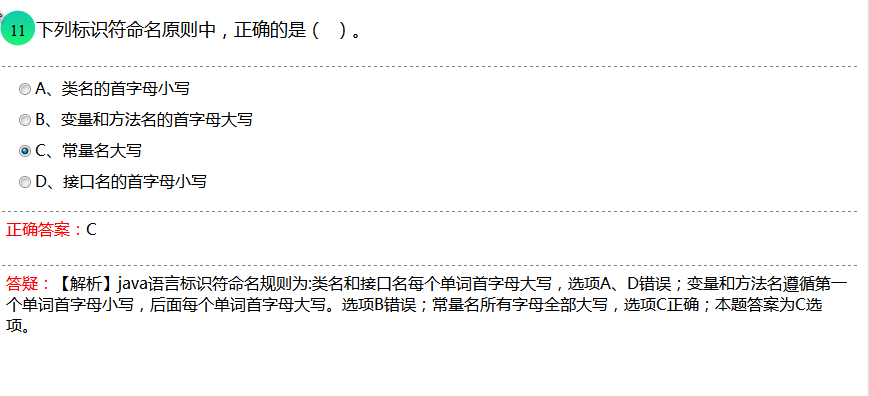 11 下列标识符命名原则中，正确的是（　）。
A、类名的首字母小写
B、变量和方法名的首字母大写
C、常量名大写
D、接口名的首字母小写
正确答案：C
答疑：【解析】java语言标识符命名规则为:类名和接口名每个单词首字母大写，选项A、D错误；变量和方法名遵循第一
个单词首字母小写，后面每个单词首字母大写。选项B错误；常量名所有字母全部大写，选项C正确；本题答案为C选
项。